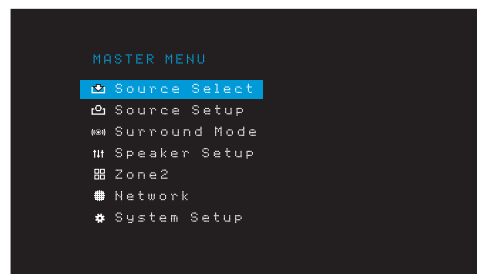 MASTER MENU
Source Select
Source Setup
Surround Mode
Speaker Setup
Zone2
Network
System Setup